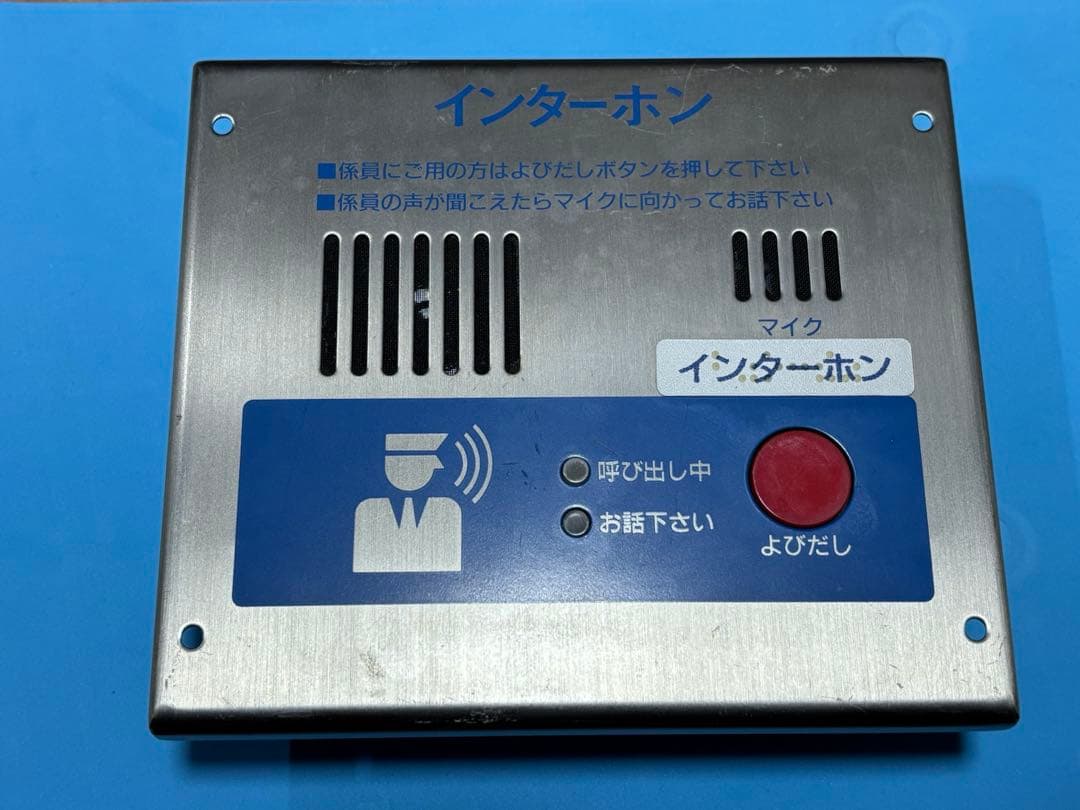 インターホン
■係員にご用の方はよびだしボタンを押して下さい
■係員の声が聞こえたらマイクに向かってお話下さい
マイク
インターホン
呼び出し中
お話下さい
よびだし